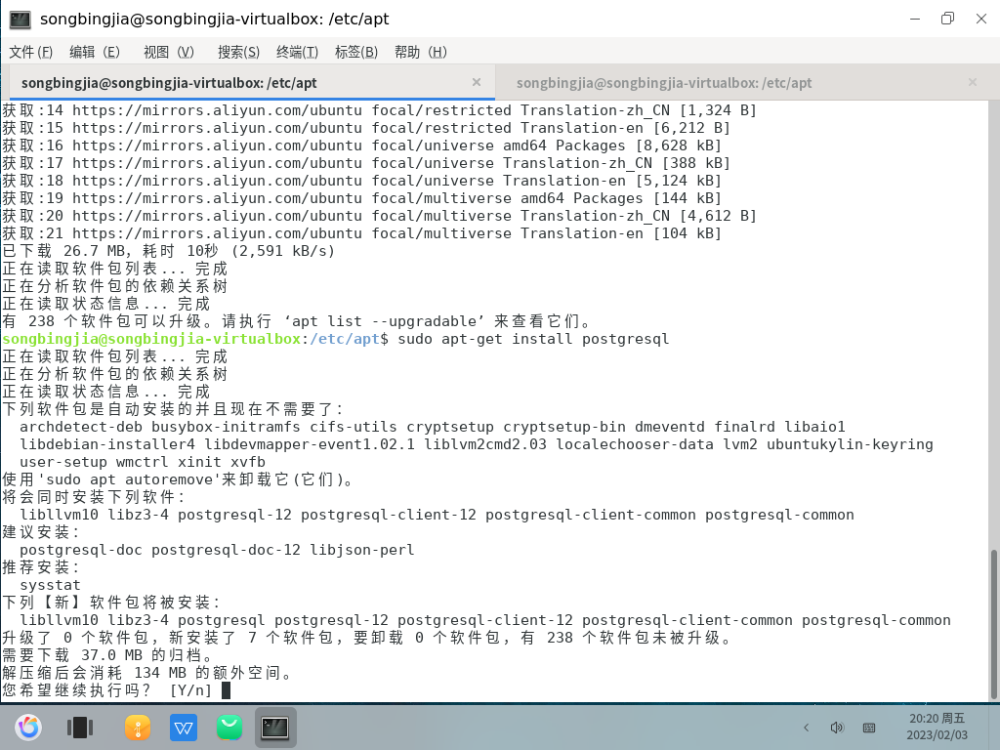 songbingjia@songbingjia-virtualbox: /etc/apt
文件(F) 编辑(E) 视图(V) 搜索(S) 终端(T) 标签(B) 帮助(H)
songbingjia@songbingjia-virtualbox: /etc/apt × songbingjia@songbingjia-virtualbox: /etc/apt ×
获取:14 https://mirrors.aliyun.com/ubuntu focal/restricted Translation-zh_CN [1,324 B]
获取:15 https://mirrors.aliyun.com/ubuntu focal/restricted Translation-en [6,212 B]
获取:16 https://mirrors.aliyun.com/ubuntu focal/universe amd64 Packages [8,628 kB]
获取:17 https://mirrors.aliyun.com/ubuntu focal/universe Translation-zh_CN [388 kB]
获取:18 https://mirrors.aliyun.com/ubuntu focal/universe Translation-en [5,124 kB]
获取:19 https://mirrors.aliyun.com/ubuntu focal/multiverse amd64 Packages [144 kB]
获取:20 https://mirrors.aliyun.com/ubuntu focal/multiverse Translation-zh_CN [4,612 B]
获取:21 https://mirrors.aliyun.com/ubuntu focal/multiverse Translation-en [104 kB]
已下载 26.7 MB，耗时 10秒 (2,591 kB/s)
正在读取软件包列表... 完成
正在分析软件包的依赖关系树
正在读取状态信息... 完成
有 238 个软件包可以升级。请执行 ‘apt list --upgradable’ 来查看它们。
songbingjia@songbingjia-virtualbox:/etc/apt$ sudo apt-get install postgresql
正在读取软件包列表... 完成
正在分析软件包的依赖关系树
正在读取状态信息... 完成
下列软件包是自动安装的并且现在不需要了：
archdetect-deb busybox-initramfs cifs-utils cryptsetup cryptsetup-bin dmeventd finalrd libaio1
libdebian-installer4 libdevmapper-event1.02.1 liblvm2cmd2.03 localechooser-data lvm2 ubuntukylin-keyring
user-setup wmctrl xinit xvfb
使用'sudo apt autoremove'来卸载它(它们)。
将会同时安装下列软件：
libllvm10 libz3-4 postgresql-12 postgresql-client-12 postgresql-client-common postgresql-common
建议安装：
postgresql-doc postgresql-doc-12 libjson-perl
推荐安装：
sysstat
下列【新】软件包将被安装：
libllvm10 libz3-4 postgresql postgresql-12 postgresql-client-12 postgresql-client-common postgresql-common
升级了 0 个软件包，新安装了 7 个软件包，要卸载 0 个软件包，有 238 个软件包未被升级。
需要下载 37.0 MB 的归档。
解压缩后会消耗 134 MB 的额外空间。
您希望继续执行吗？ [Y/n]
20:20 周五
2023/02/03